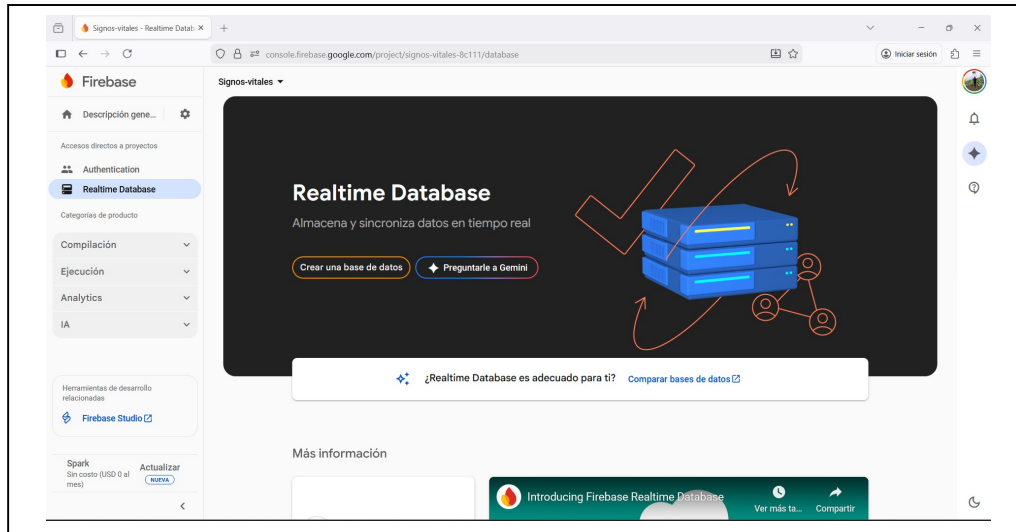 Signos-vitales - Realtime Datab
console.firebase.google.com/project/signos-vitales-8c111/database
Iniciar sesión
Firebase
Signos-vitales
Descripción gene...
Accesos directos a proyectos
Authentication
Realtime Database
Categorías de producto
Compilación
Ejecución
Analytics
IA
Herramientas de desarrollo
relacionadas
Firebase Studio
Spark
Sin costo (USD 0 al
mes)
Actualizar
NUEVA
Realtime Database
Almacena y sincroniza datos en tiempo real
Crear una base de datos
Preguntarle a Gemini
¿Realtime Database es adecuado para ti? Comparar bases de datos
Más información
Introducing Firebase Realtime Database
Ver más ta...
Compartir